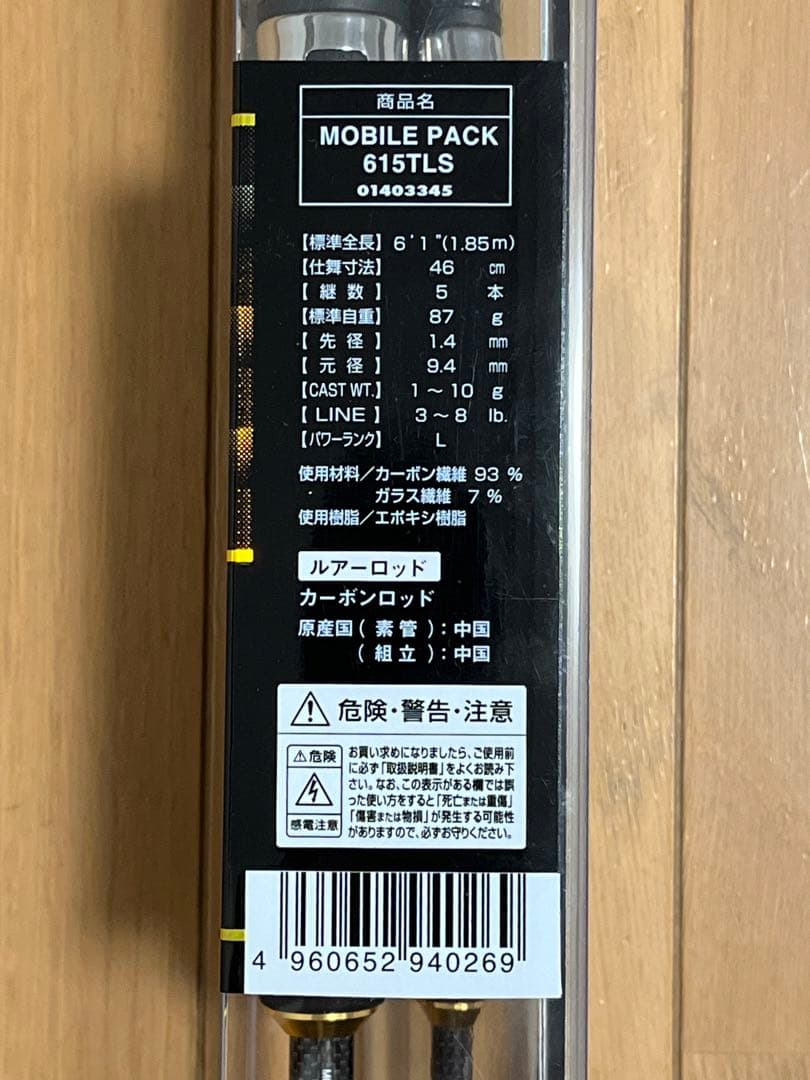 商品名
MOBILE PACK
615TLS
01403345
【標準全長】 6'1"(1.85m)
【仕舞寸法】 46 cm
【継数】 5 本
【標準自重】 87 g
【先径】 1.4 mm
【元径】 9.4 mm
【CAST WT.】 1〜10 g
【LINE】 3〜8 lb.
【パワーランク】 L
使用材料/カーボン繊維 93 %
ガラス繊維 7 %
使用樹脂/エポキシ樹脂
ルアーロッド
カーボンロッド
原産国(素管):中国
(組立):中国
⚠危険・警告・注意
⚠危険
感電注意
お買い求めになりましたら、ご使用前
に必ず「取扱説明書」をよくお読み下
さい。なお、この表示がある欄では誤
った使い方をすると「死亡または重傷」
「傷害または物損」が発生する可能性
がありますので、必ずお守りください。
4 960652 940269